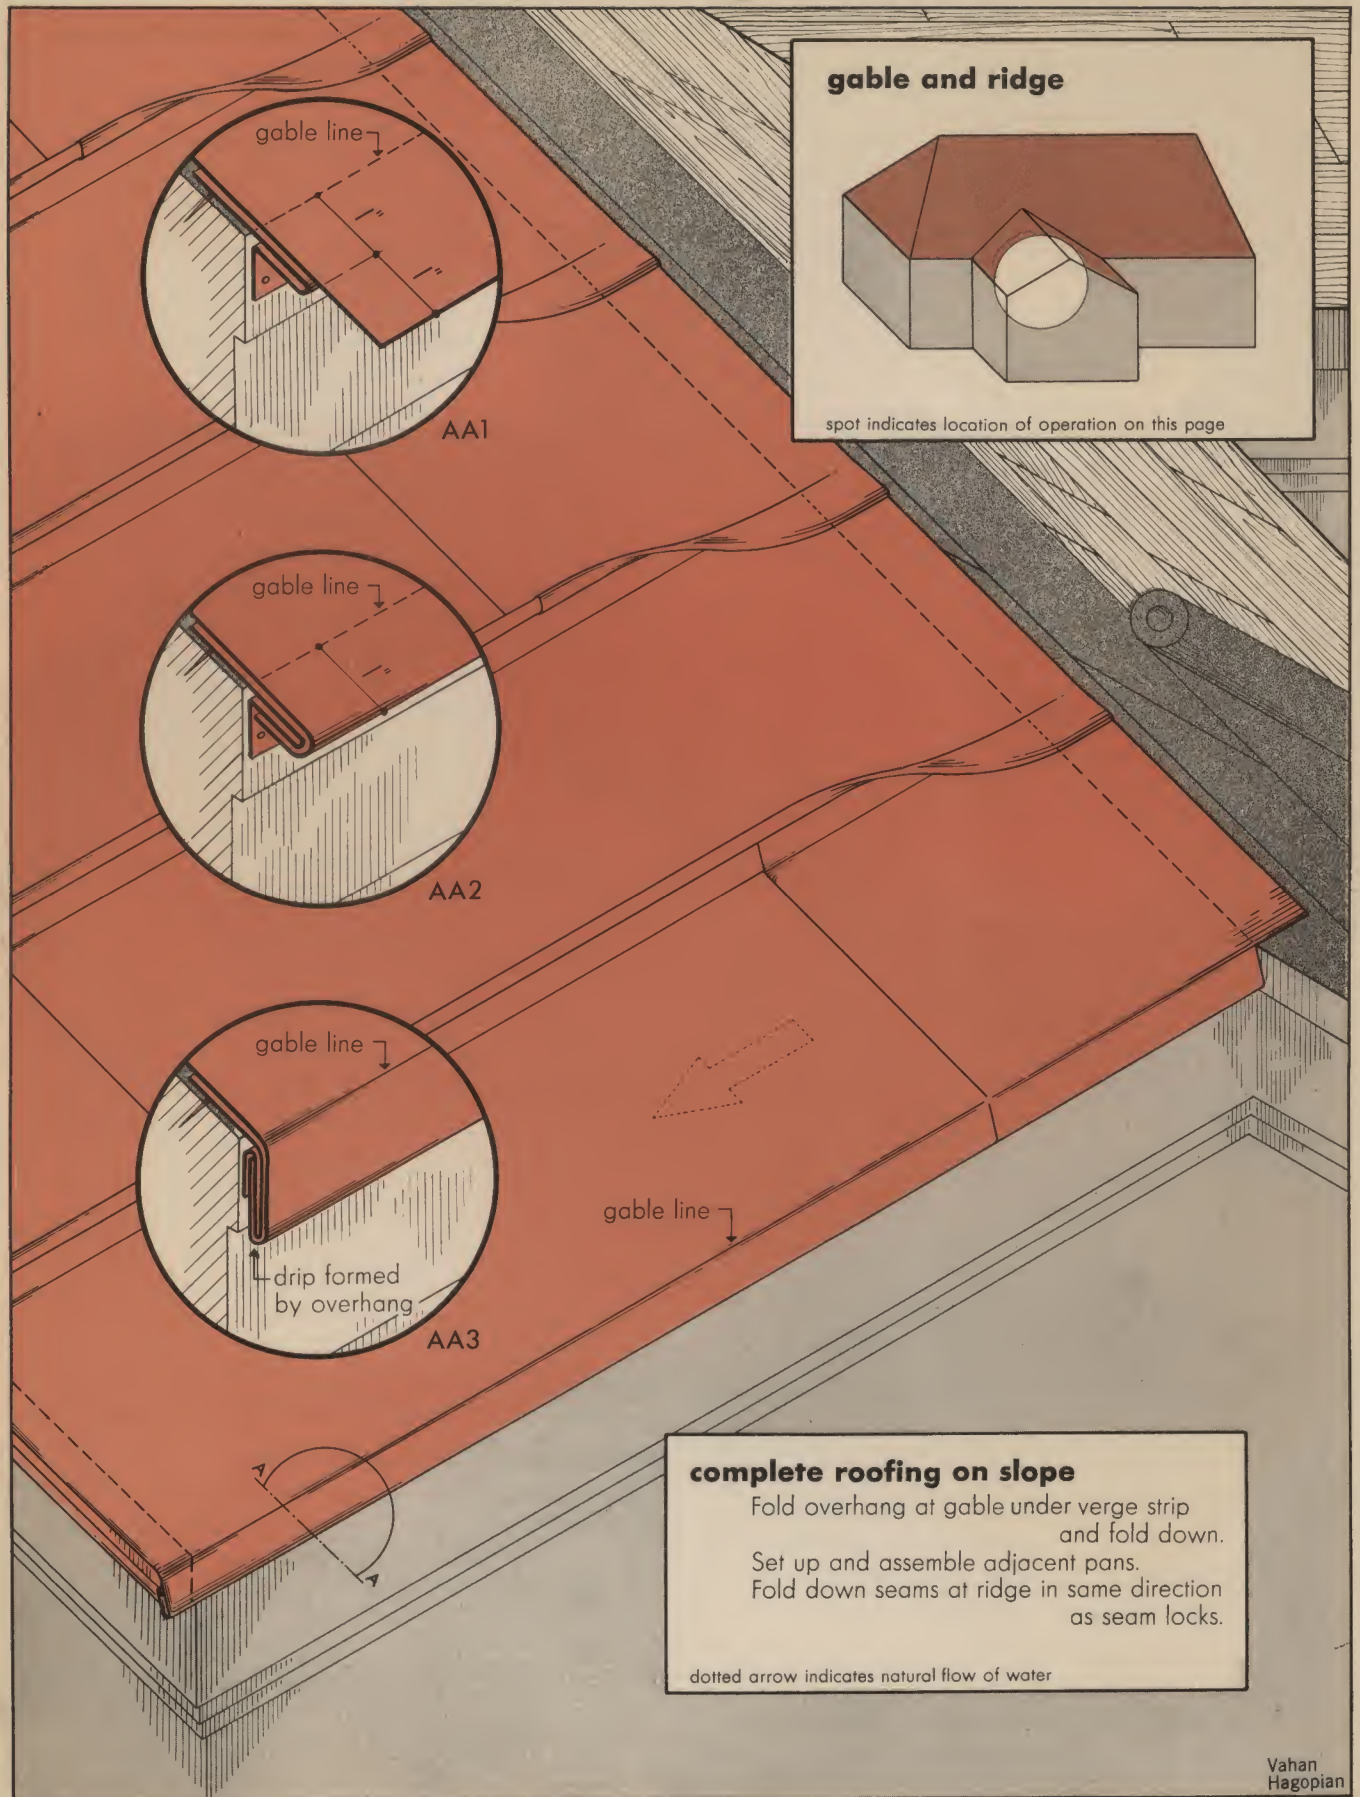 gable and ridge
spot indicates location of operation on this page
gable line
1"
1"
AA1
gable line
1"
AA2
gable line
drip formed
by overhang
AA3
gable line
A
A
complete roofing on slope
Fold overhang at gable under verge strip
and fold down.
Set up and assemble adjacent pans.
Fold down seams at ridge in same direction
as seam locks.
dotted arrow indicates natural flow of water
Vahan
Hagopian